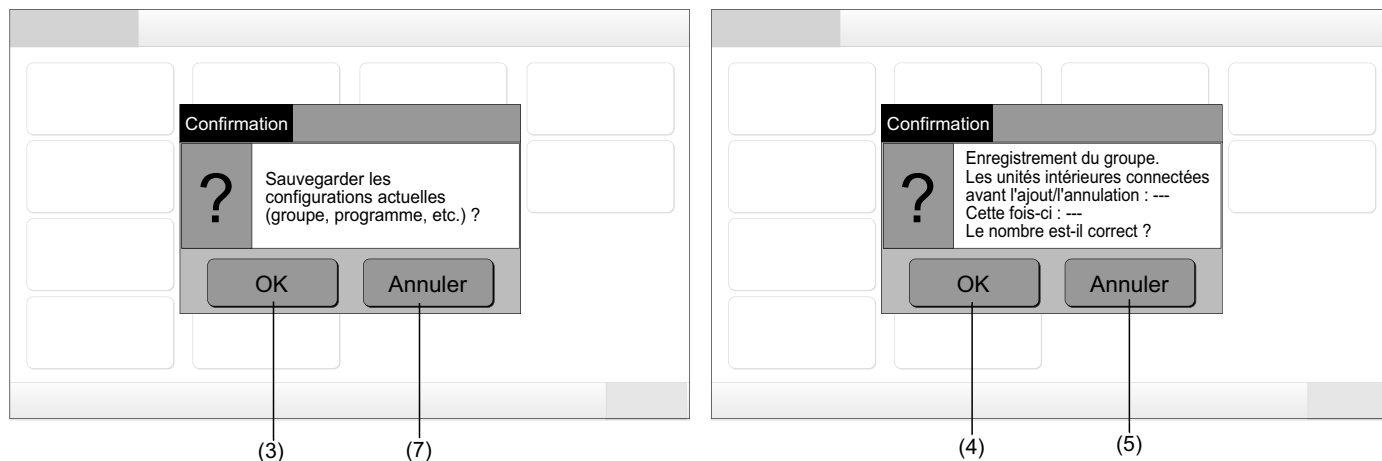 Confirmation
?
Sauvegarder les
configurations actuelles
(groupe, programme, etc.) ?
OK
Annuler
(3)
(7)
Confirmation
?
Enregistrement du groupe.
Les unités intérieures connectées
avant l'ajout/l'annulation : ---
Cette fois-ci : ---
Le nombre est-il correct ?
OK
Annuler
(4)
(5)